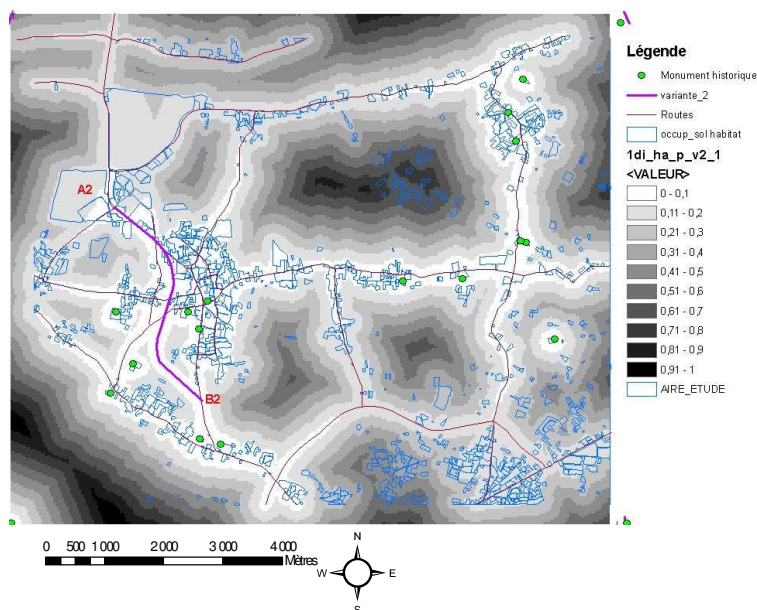 A2
B2
Légende
Monument historique
variante_2
Routes
occup_sol habitat
1di_ha_p_v2_1
<VALEUR>
0 - 0,1
0,11 - 0,2
0,21 - 0,3
0,31 - 0,4
0,41 - 0,5
0,51 - 0,6
0,61 - 0,7
0,71 - 0,8
0,81 - 0,9
0,91 - 1
AIRE_ETUDE
0 500 1 000 2 000 3 000 4 000
Mètres
N
W E
S